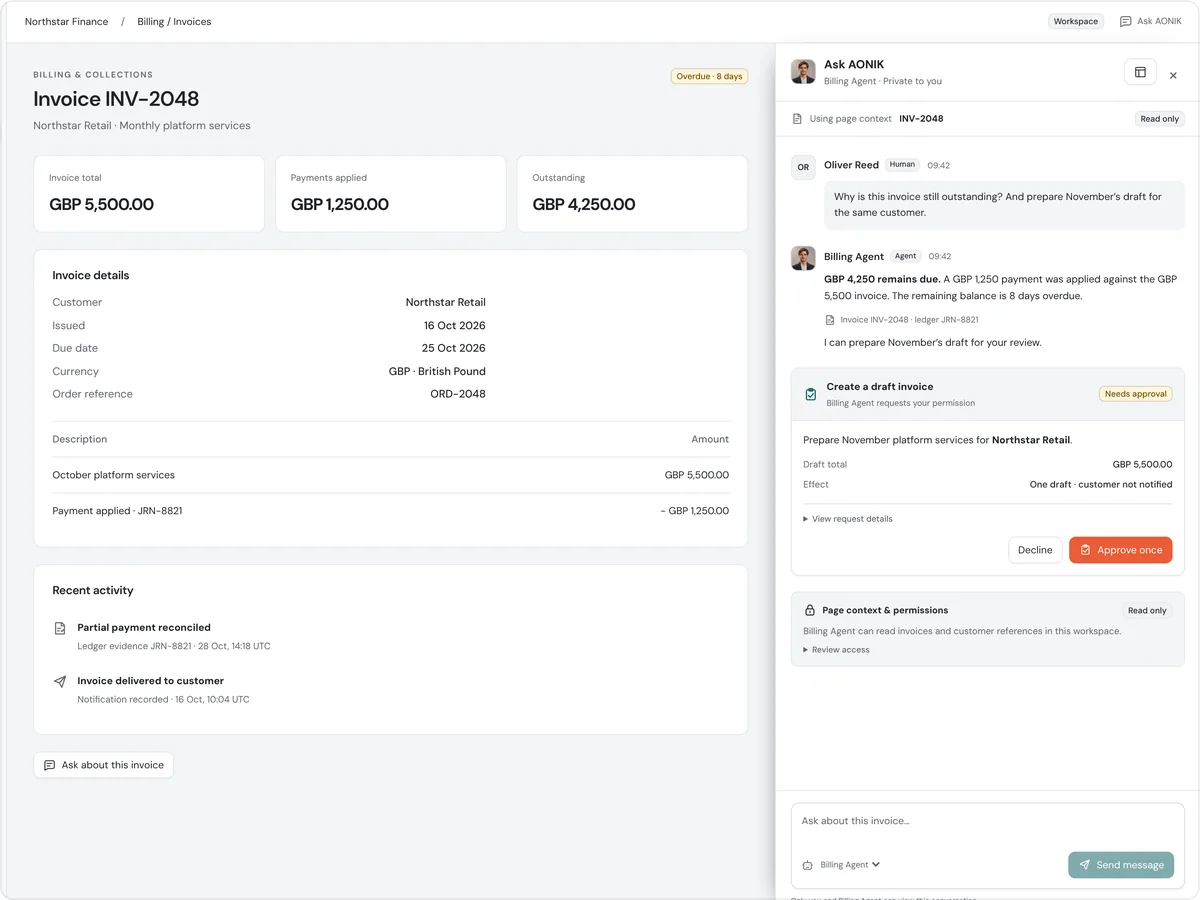 Northstar Finance / Billing / Invoices
Workspace
Ask AONIK
BILLING & COLLECTIONS
Overdue · 8 days
Invoice INV-2048
Northstar Retail · Monthly platform services
Invoice total
GBP 5,500.00
Payments applied
GBP 1,250.00
Outstanding
GBP 4,250.00
Invoice details
Customer Northstar Retail
Issued 16 Oct 2026
Due date 25 Oct 2026
Currency GBP · British Pound
Order reference ORD-2048
Description Amount
October platform services GBP 5,500.00
Payment applied · JRN-8821 - GBP 1,250.00
Recent activity
Partial payment reconciled
Ledger evidence JRN-8821 · 28 Oct, 14:18 UTC
Invoice delivered to customer
Notification recorded · 16 Oct, 10:04 UTC
Ask about this invoice
Ask AONIK
Billing Agent · Private to you
Using page context INV-2048
Read only
OR
Oliver Reed Human 09:42
Why is this invoice still outstanding? And prepare November’s draft for
the same customer.
Billing Agent Agent 09:42
GBP 4,250 remains due. A GBP 1,250 payment was applied against the GBP
5,500 invoice. The remaining balance is 8 days overdue.
Invoice INV-2048 · ledger JRN-8821
I can prepare November’s draft for your review.
Create a draft invoice
Billing Agent requests your permission
Needs approval
Prepare November platform services for Northstar Retail.
Draft total GBP 5,500.00
Effect One draft · customer not notified
View request details
Decline
Approve once
Page context & permissions
Read only
Billing Agent can read invoices and customer references in this workspace.
Review access
Ask about this invoice…
Billing Agent
Send message